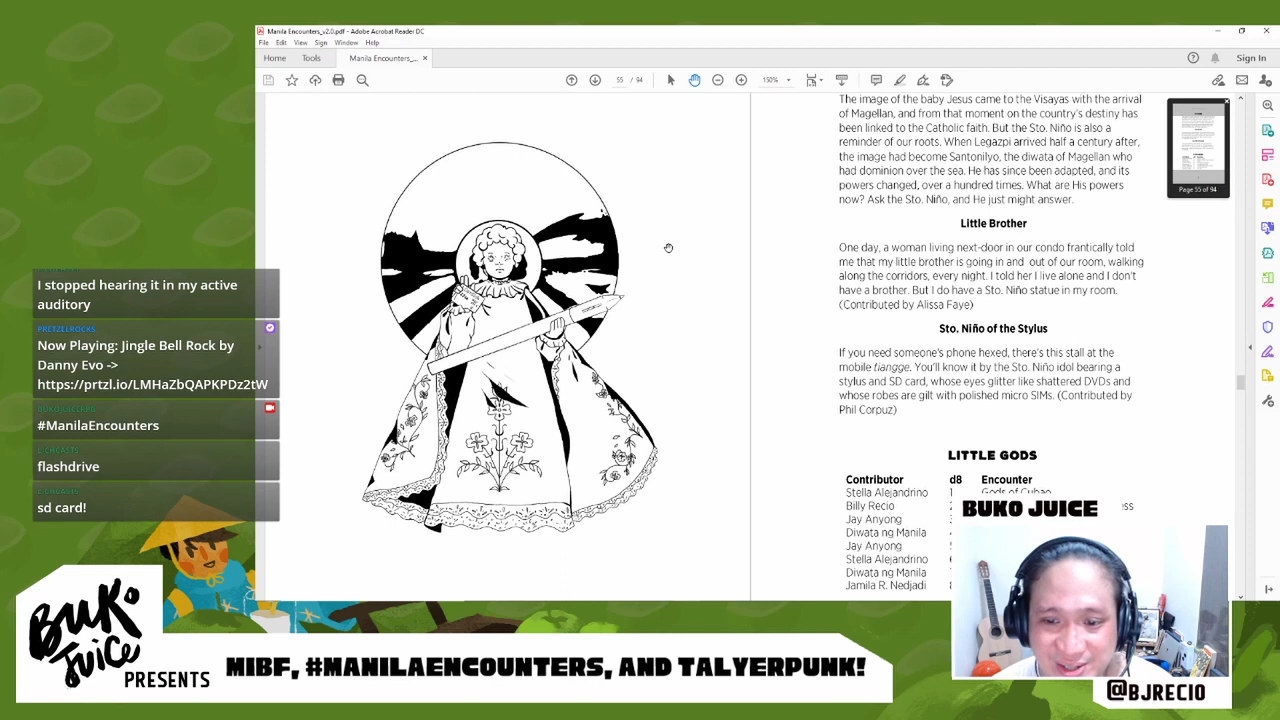 Manila Encounters_v2.0.pdf - Adobe Acrobat Reader DC
File Edit View Sign Window Help
Home Tools Manila Encounters_... × Sign In
55 / 94 150%
The image of the baby Jesus came to the Visayas with the arrival
of Magellan, and from that moment on the country's destiny has
been linked to the Catholic faith. But the Sto. Niño is also a
reminder of our roots. When Legazpi arrived half a century after,
the image had become Santonilyo, the diwata of Magellan who
had dominion over the sea. He has since been adapted, and its
powers changed, over a hundred times. What are His powers
now? Ask the Sto. Niño, and He just might answer.
Little Brother
One day, a woman living next-door in our condo frantically told
me that my little brother is going in and out of our room, walking
along the corridors, every night. I told her I live alone and I don't
have a brother. But I do have a Sto. Niño statue in my room.
(Contributed by Alissa Faye)
Sto. Niño of the Stylus
If you need someone's phone hexed, there's this stall at the
mobile tiangge. You'll know it by the Sto. Niño idol bearing a
stylus and SD card, whose eyes glitter like shattered DVDs and
whose robes are gilt with polished micro SIMs. (Contributed by
Phil Corpuz)
LITTLE GODS
Contributor d8 Encounter
Stella Alejandrino 1 Gods of Cubao
Billy Recio
Jay Anyong
Diwata ng Manila
Jay Anyong
Stella Alejandrino
Diwata ng Manila
Jamila R. Nedjadi
Page 55 of 94
I stopped hearing it in my active
auditory
PRETZELROCKS
Now Playing: Jingle Bell Rock by
Danny Evo ->
https://prtzl.io/LMHaZbQAPKPDz2tW
#ManilaEncounters
flashdrive
sd card!
BUKO JUICE
BUKO
JUICE
PRESENTS
MIBF, #MANILAENCOUNTERS, AND TALYERPUNK!
@BJRECIO